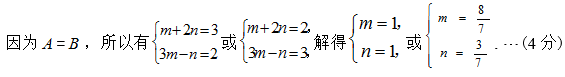 因为 A = B ，所以有 {m+2n=3 3m-n=2 或 {m+2n=2, 3m-n=3, 解得 {m=1, n=1, 或 {m = 8/7 n = 3/7 . …(4 分)